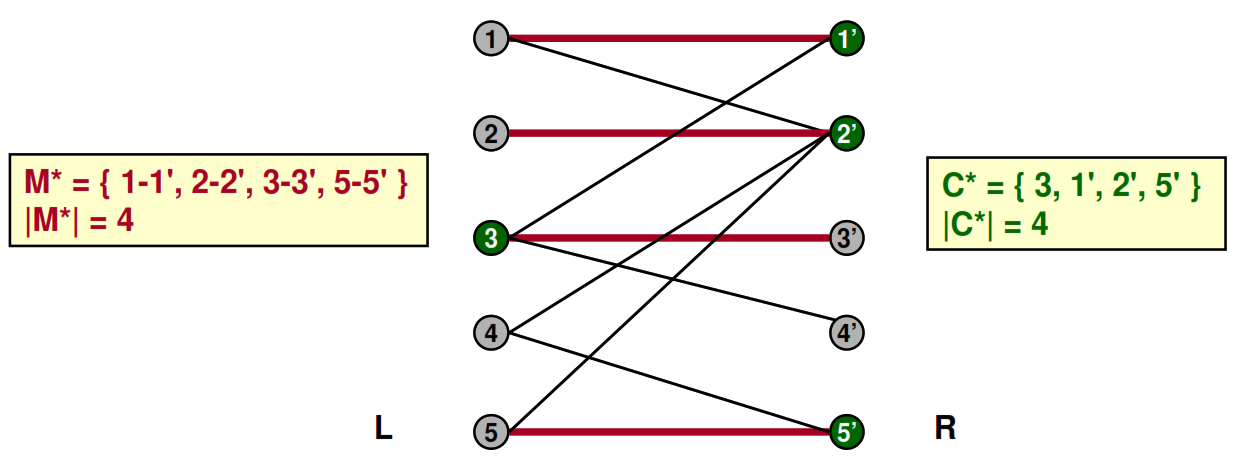 1 1’
2 2’
M* = { 1-1', 2-2', 3-3', 5-5' }
|M*| = 4
C* = { 3, 1', 2', 5' }
|C*| = 4
3 3’
4 4’
L 5 5’ R